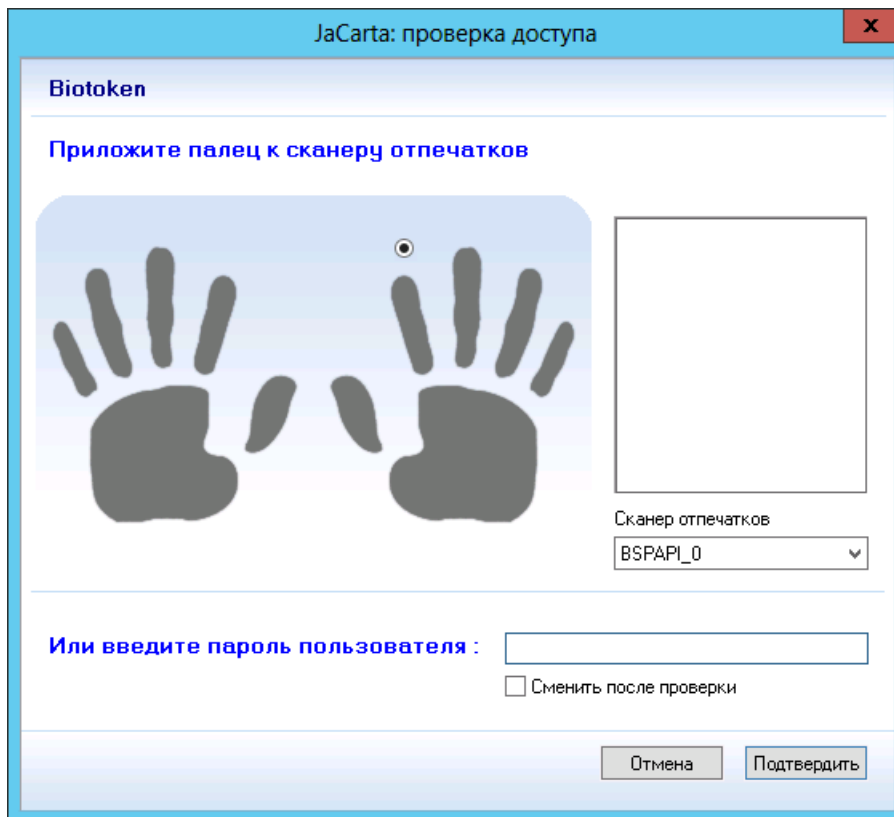 JaCarta: проверка доступа
x
Biotoken
Приложите палец к сканеру отпечатков
Сканер отпечатков
BSPAPI_0
Или введите пароль пользователя :
Сменить после проверки
Отмена
Подтвердить